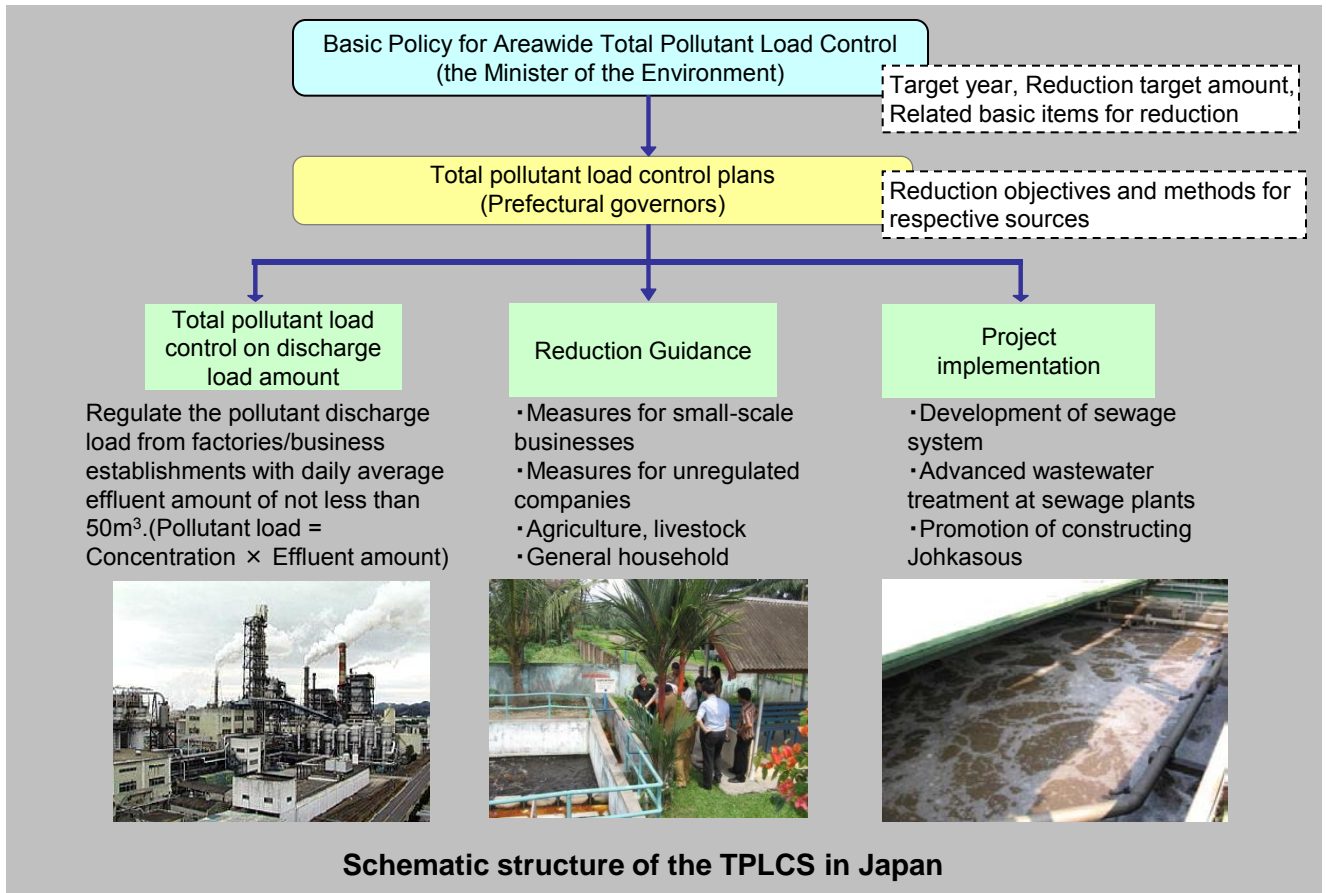 Basic Policy for Areawide Total Pollutant Load Control
(the Minister of the Environment)
Target year, Reduction target amount,
Related basic items for reduction
Total pollutant load control plans
(Prefectural governors)
Reduction objectives and methods for
respective sources
Total pollutant load
control on discharge
load amount
Regulate the pollutant discharge
load from factories/business
establishments with daily average
effluent amount of not less than
50m³.(Pollutant load =
Concentration × Effluent amount)
Reduction Guidance
・Measures for small-scale
businesses
・Measures for unregulated
companies
・Agriculture, livestock
・General household
Project
implementation
・Development of sewage
system
・Advanced wastewater
treatment at sewage plants
・Promotion of constructing
Johkasous
Schematic structure of the TPLCS in Japan